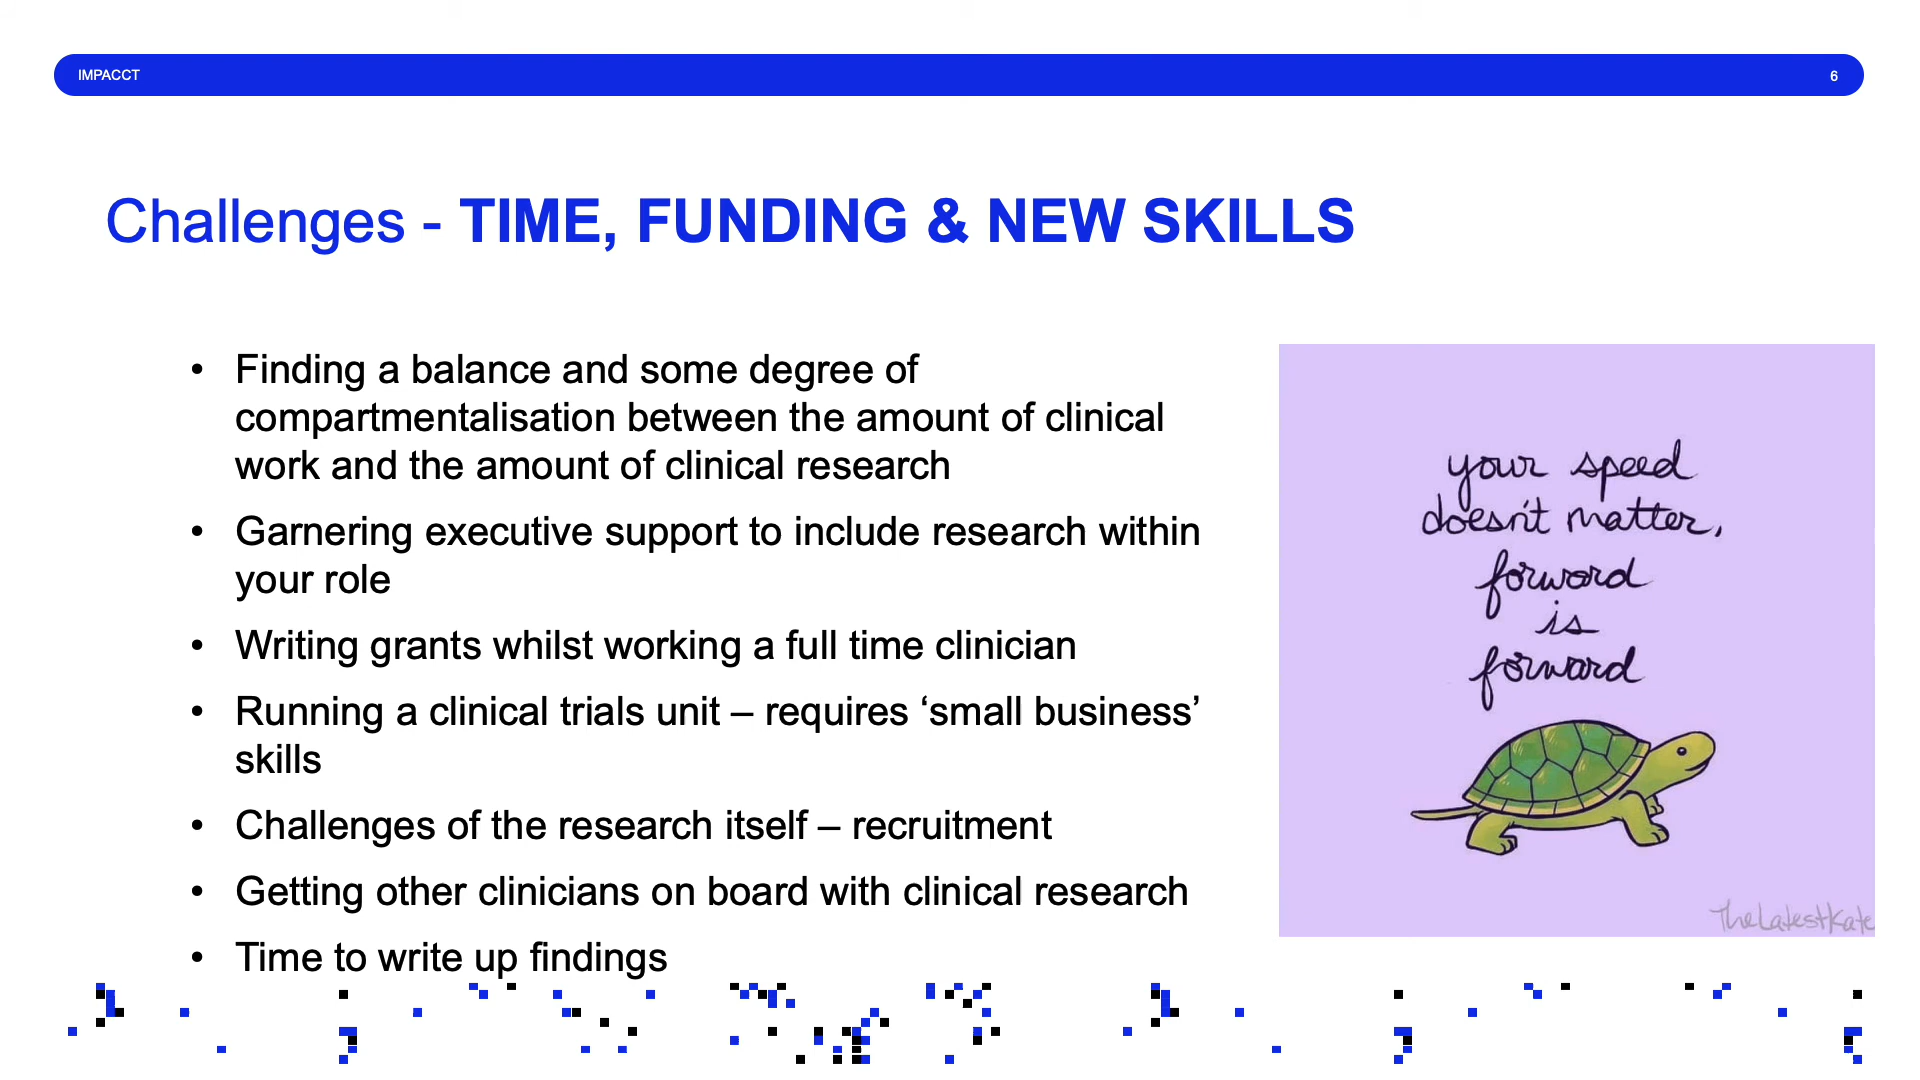 IMPACCT
6
Challenges - TIME, FUNDING & NEW SKILLS
• Finding a balance and some degree of
compartmentalisation between the amount of clinical
work and the amount of clinical research
• Garnering executive support to include research within
your role
• Writing grants whilst working a full time clinician
• Running a clinical trials unit – requires ‘small business’
skills
• Challenges of the research itself – recruitment
• Getting other clinicians on board with clinical research
• Time to write up findings
your speed
doesn't matter,
forward
is
forward
TheLatestKate